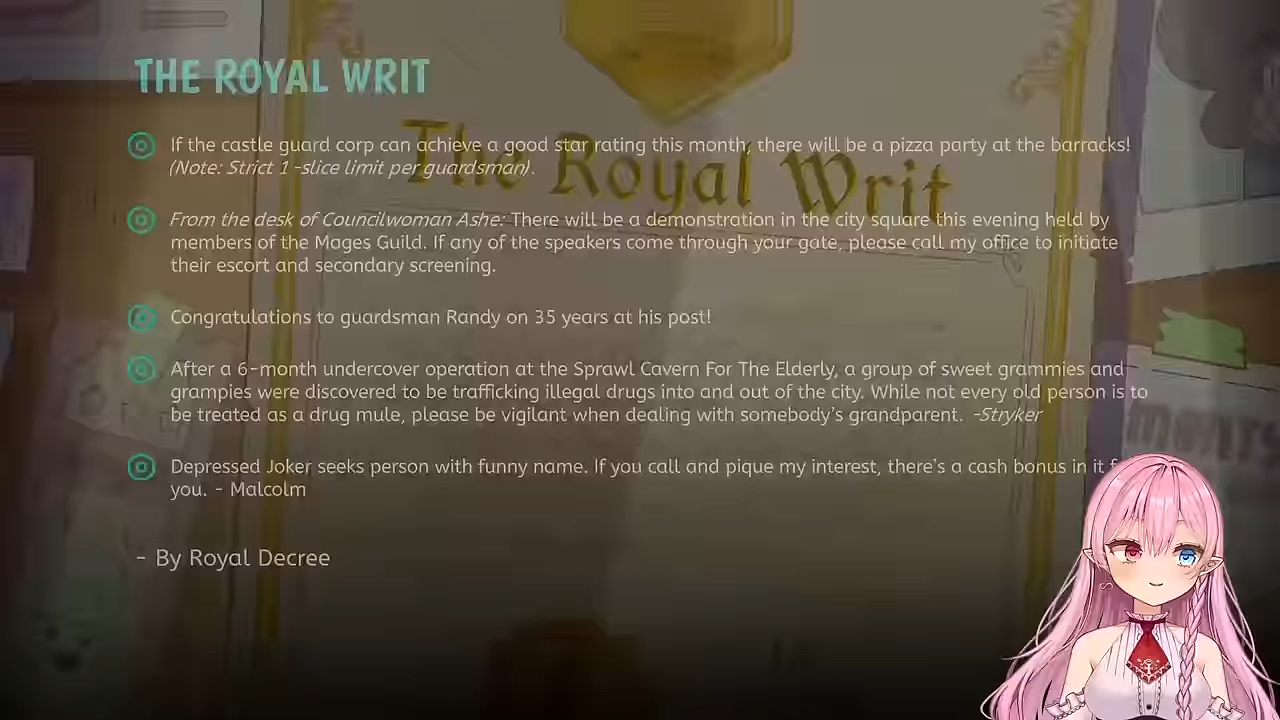 THE ROYAL WRIT
If the castle guard corp can achieve a good star rating this month, there will be a pizza party at the barracks!
(Note: Strict 1-slice limit per guardsman).
The Royal Writ
From the desk of Councilwoman Ashe: There will be a demonstration in the city square this evening held by
members of the Mages Guild. If any of the speakers come through your gate, please call my office to initiate
their escort and secondary screening.
Congratulations to guardsman Randy on 35 years at his post!
After a 6-month undercover operation at the Sprawl Cavern For The Elderly, a group of sweet grammies and
grampies were discovered to be trafficking illegal drugs into and out of the city. While not every old person is to
be treated as a drug mule, please be vigilant when dealing with somebody's grandparent. -Stryker
Depressed Joker seeks person with funny name. If you call and pique my interest, there's a cash bonus in it
you. - Malcolm
- By Royal Decree